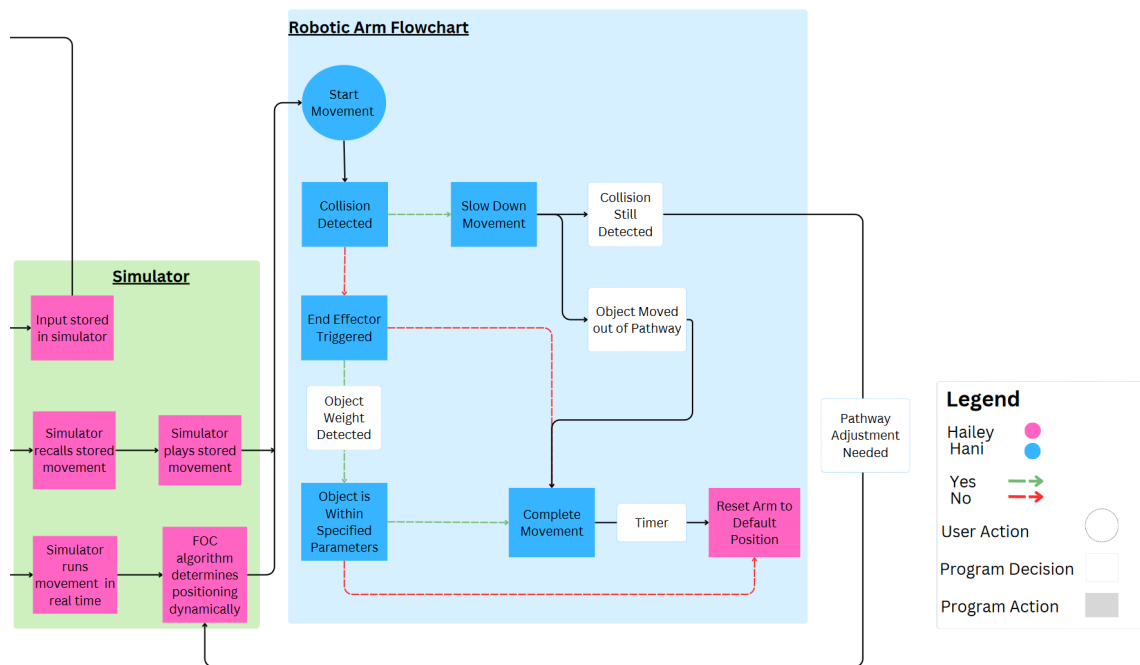 Robotic Arm Flowchart
Start
Movement
Collision
Detected
Slow Down
Movement
Collision
Still
Detected
Simulator
Input stored
in simulator
End Effector
Triggered
Object Moved
out of Pathway
Object
Weight
Detected
Simulator
recalls stored
movement
Simulator
plays stored
movement
Pathway
Adjustment
Needed
Object is
Within
Specified
Parameters
Complete
Movement
Timer
Reset Arm to
Default
Position
Simulator
runs
movement in
real time
FOC
algorithm
determines
positioning
dynamically
Legend
Hailey
Hani
Yes
No
User Action
Program Decision
Program Action